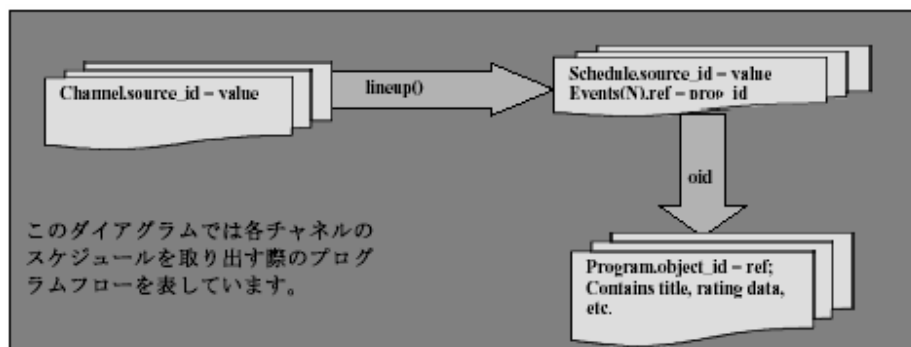 Channel.source_id = value
lineup()
Schedule.source_id = value
Events(N).ref = prog_id
oid
このダイアグラムでは各チャネルの
スケジュールを取り出す際のプログ
ラムフローを表しています。
Program.object_id = ref;
Contains title, rating data,
etc.